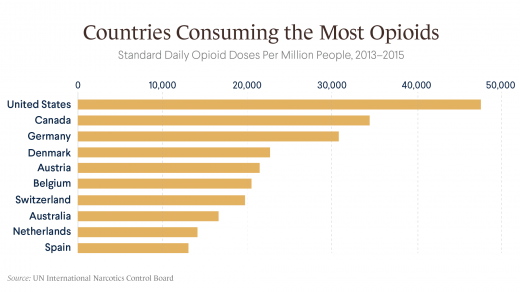 Countries Consuming the Most Opioids
Standard Daily Opioid Doses Per Million People, 2013–2015
0 10,000 20,000 30,000 40,000 50,000
United States
Canada
Germany
Denmark
Austria
Belgium
Switzerland
Australia
Netherlands
Spain
Source: UN International Narcotics Control Board